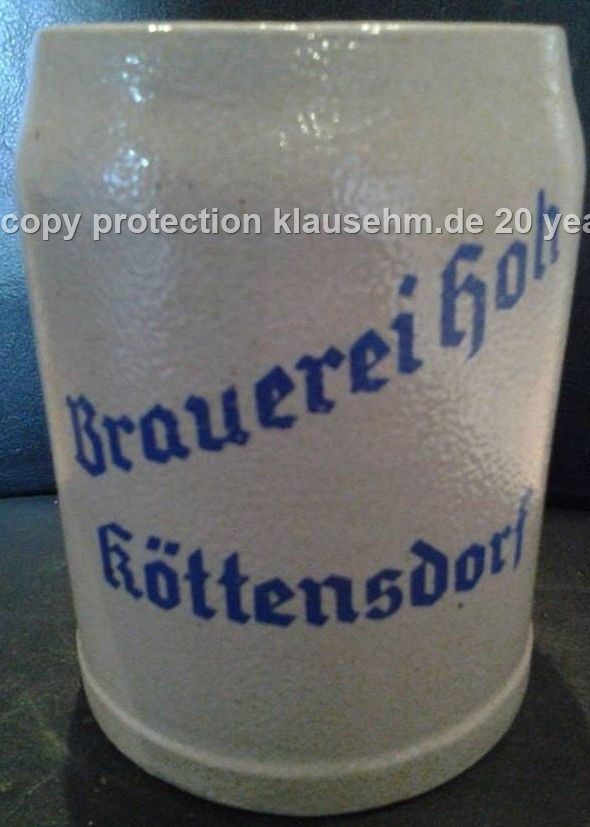 copy protection klausehm.de 20 yea
Brauerei Hoh
Köttensdorf